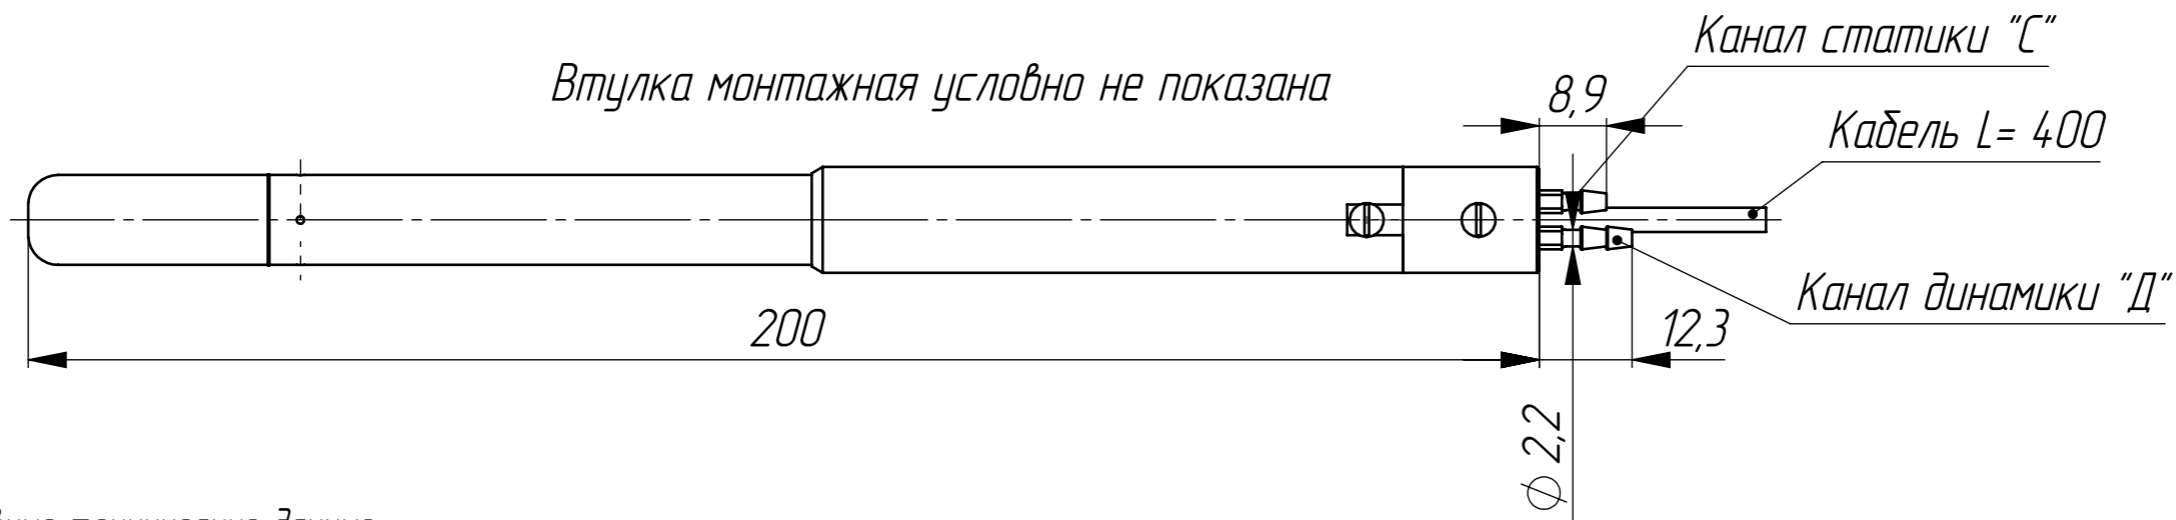 Канал статики "С"
Втулка монтажная условно не показана
8,9
Кабель L= 400
Канал динамики "Д"
200
12,3
⌀ 2,2